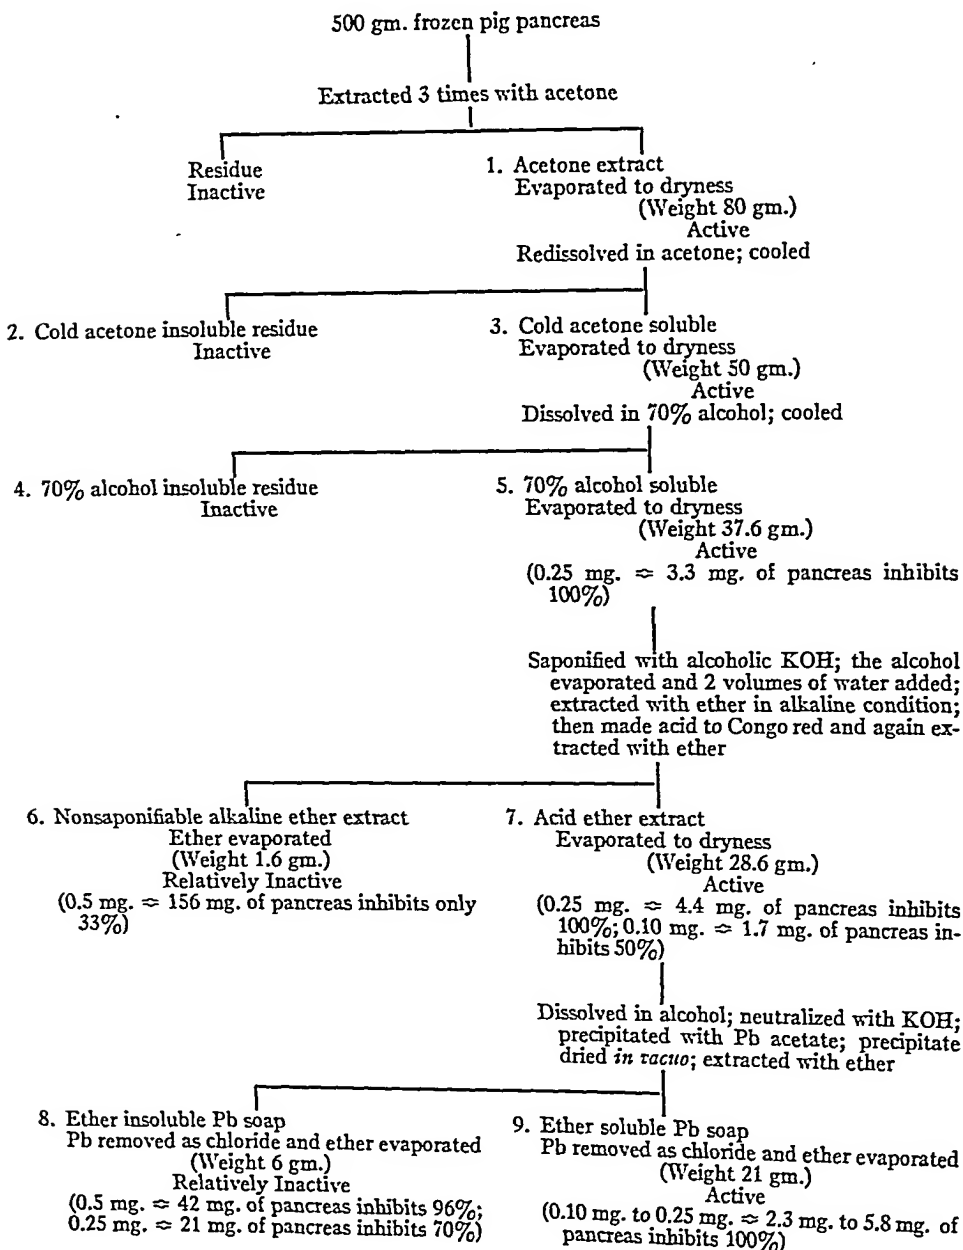 500 gm. frozen pig pancreas
Extracted 3 times with acetone
Residue
Inactive
1. Acetone extract
Evaporated to dryness
(Weight 80 gm.)
Active
Redissolved in acetone; cooled
2. Cold acetone insoluble residue
Inactive
3. Cold acetone soluble
Evaporated to dryness
(Weight 50 gm.)
Active
Dissolved in 70% alcohol; cooled
4. 70% alcohol insoluble residue
Inactive
5. 70% alcohol soluble
Evaporated to dryness
(Weight 37.6 gm.)
Active
(0.25 mg. ≎ 3.3 mg. of pancreas inhibits
100%)
Saponified with alcoholic KOH; the alcohol
evaporated and 2 volumes of water added;
extracted with ether in alkaline condition;
then made acid to Congo red and again ex-
tracted with ether
6. Nonsaponifiable alkaline ether extract
Ether evaporated
(Weight 1.6 gm.)
Relatively Inactive
(0.5 mg. ≎ 156 mg. of pancreas inhibits only
33%)
7. Acid ether extract
Evaporated to dryness
(Weight 28.6 gm.)
Active
(0.25 mg. ≎ 4.4 mg. of pancreas inhibits
100%; 0.10 mg. ≎ 1.7 mg. of pancreas in-
hibits 50%)
Dissolved in alcohol; neutralized with KOH;
precipitated with Pb acetate; precipitate
dried in vacuo; extracted with ether
8. Ether insoluble Pb soap
Pb removed as chloride and ether evaporated
(Weight 6 gm.)
Relatively Inactive
(0.5 mg. ≎ 42 mg. of pancreas inhibits 96%;
0.25 mg. ≎ 21 mg. of pancreas inhibits 70%)
9. Ether soluble Pb soap
Pb removed as chloride and ether evaporated
(Weight 21 gm.)
Active
(0.10 mg. to 0.25 mg. ≎ 2.3 mg. to 5.8 mg. of
pancreas inhibits 100%)